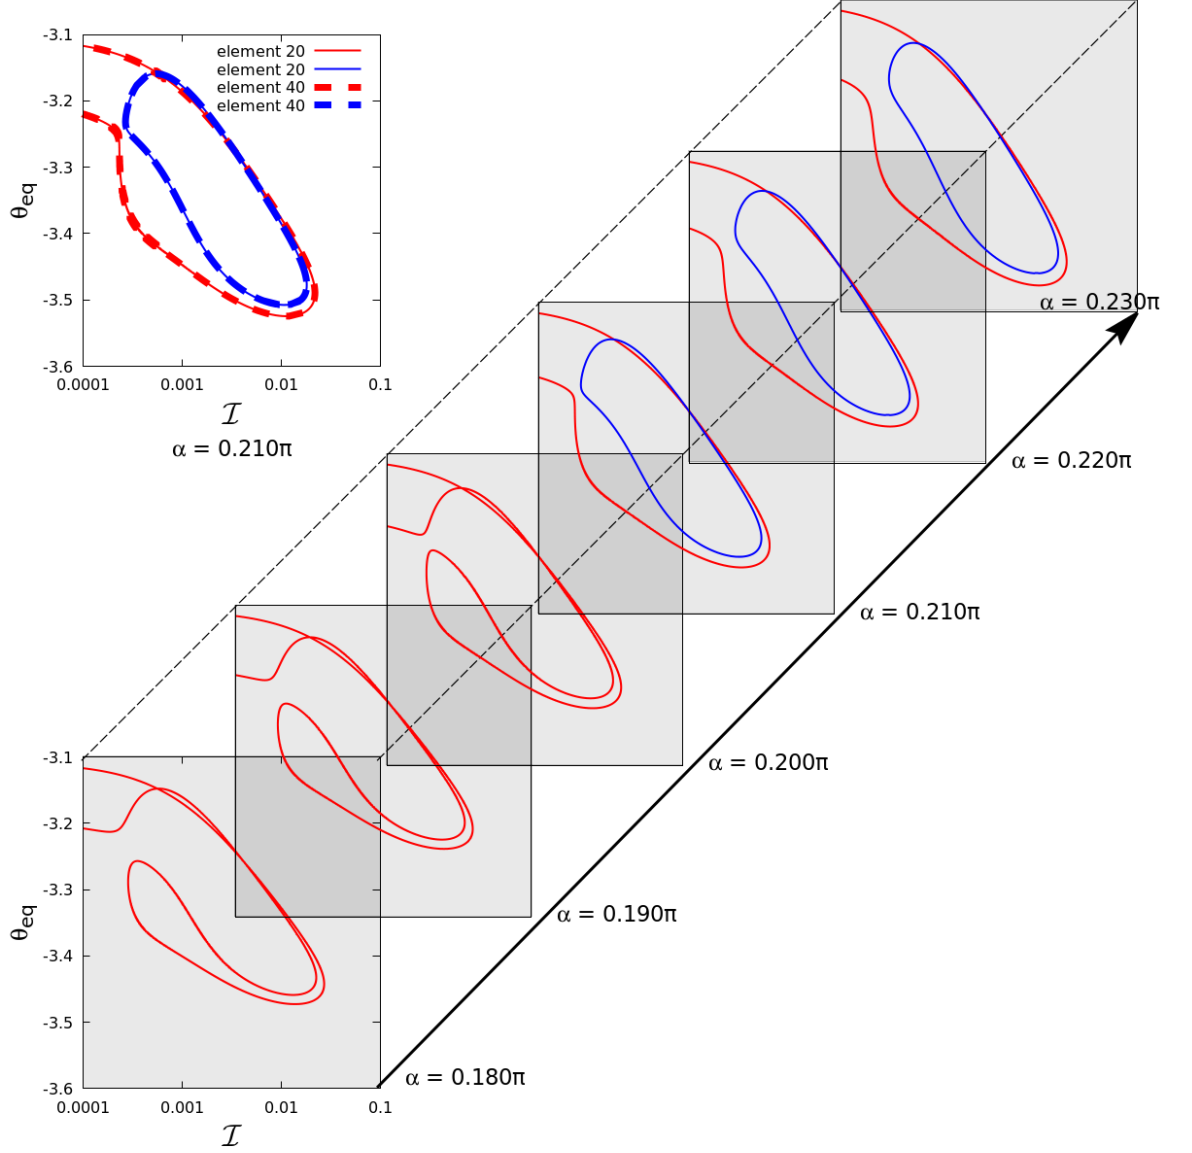 -3.1
-3.2
-3.3
-3.4
-3.5
-3.6
θeq
element 20
element 20
element 40
element 40
0.0001 0.001 0.01 0.1
ℐ
α = 0.210π
α = 0.230π
α = 0.220π
α = 0.210π
α = 0.200π
α = 0.190π
α = 0.180π
-3.1
-3.2
-3.3
-3.4
-3.5
-3.6
θeq
0.0001 0.001 0.01 0.1
ℐ